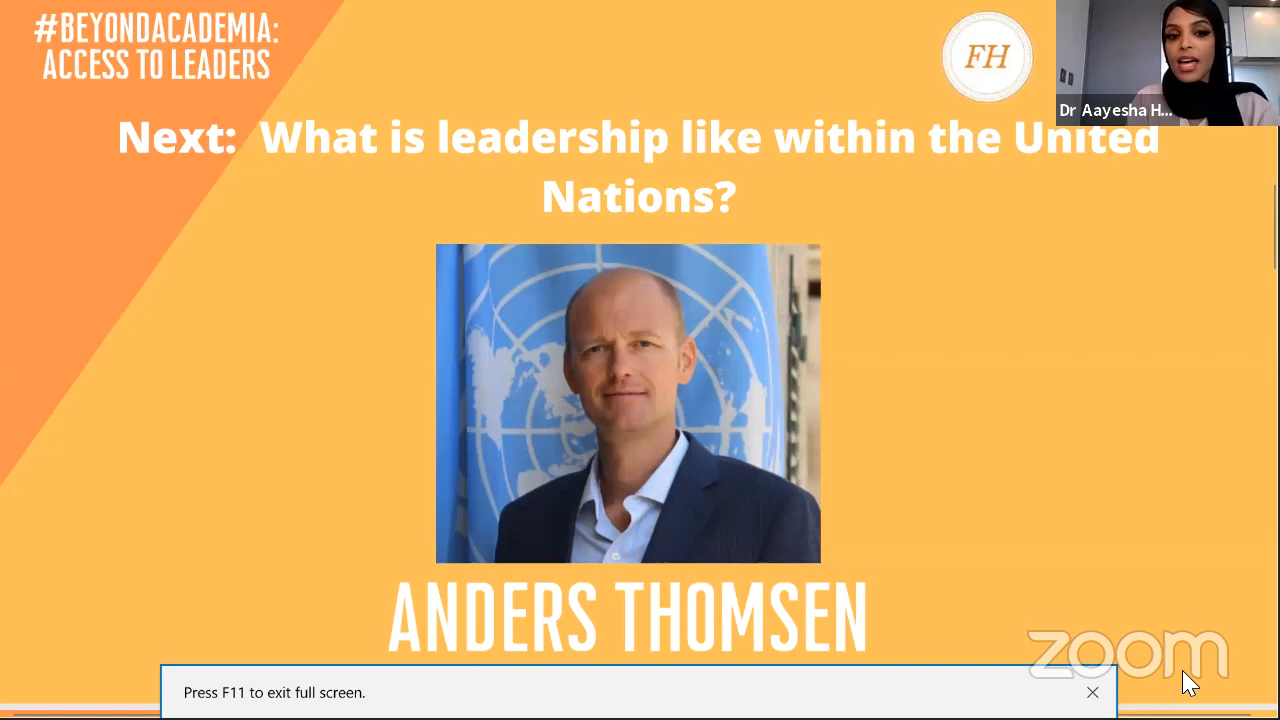 #BEYONDACADEMIA:
ACCESS TO LEADERS
FH
Dr Aayesha H...
Next: What is leadership like within the United
Nations?
ANDERS THOMSEN
zoom
Press F11 to exit full screen.